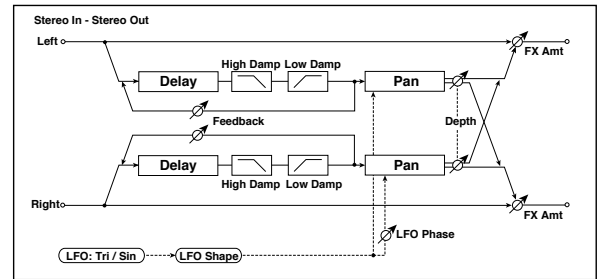 Stereo In - Stereo Out
Left
FX Amt
High Damp Low Damp
Delay
Pan
Feedback
Depth
Delay
Pan
High Damp Low Damp
Right
FX Amt
LFO Phase
LFO: Tri / Sin
LFO Shape